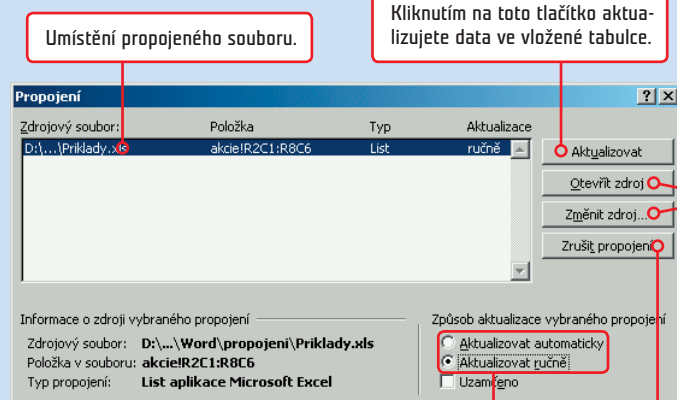 Umístění propojeného souboru.
Kliknutím na toto tlačítko aktua-
lizujete data ve vložené tabulce.
Propojení
Zdrojový soubor: Položka Typ Aktualizace
D:\...\Priklady.xls akcie!R2C1:R8C6 List ručně
Aktualizovat
Otevřít zdroj
Změnit zdroj...
Zrušit propojení
Informace o zdroji vybraného propojení
Zdrojový soubor: D:\...\Word\propojeni\Priklady.xls
Položka v souboru: akcie!R2C1:R8C6
Typ propojení: List aplikace Microsoft Excel
Způsob aktualizace vybraného propojení
Aktualizovat automaticky
Aktualizovat ručně
Uzamčeno